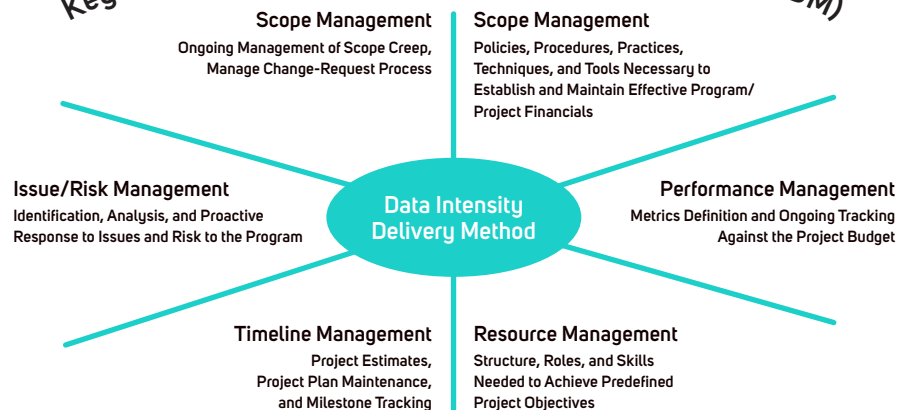 Key
DM)
Scope Management
Ongoing Management of Scope Creep,
Manage Change-Request Process
Scope Management
Policies, Procedures, Practices,
Techniques, and Tools Necessary to
Establish and Maintain Effective Program/
Project Financials
Issue/Risk Management
Identification, Analysis, and Proactive
Response to Issues and Risk to the Program
Data Intensity
Delivery Method
Performance Management
Metrics Definition and Ongoing Tracking
Against the Project Budget
Timeline Management
Project Estimates,
Project Plan Maintenance,
and Milestone Tracking
Resource Management
Structure, Roles, and Skills
Needed to Achieve Predefined
Project Objectives